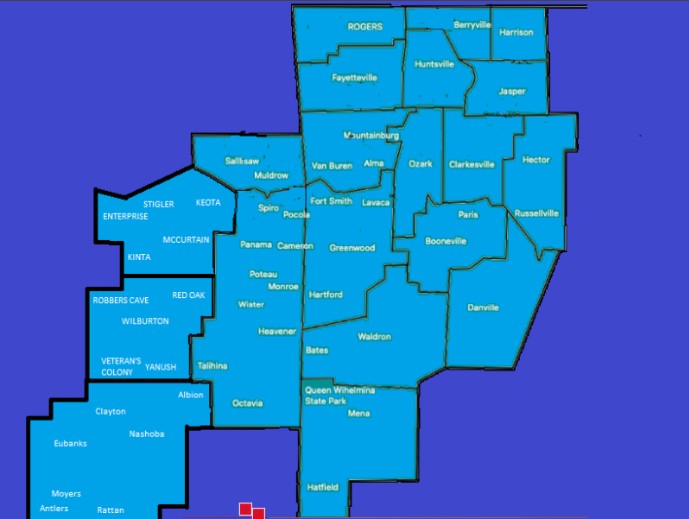 ROGERS
Berryville
Harrison
Huntsville
Fayetteville
Jasper
Mountainburg
Sallisaw
Van Buren
Alma
Ozark
Clarkesville
Hector
Muldrow
STIGLER
KEOTA
Spiro
Fort Smith
Lavaca
ENTERPRISE
Pocola
Paris
Russellville
MCCURTAIN
Panama
Cameron
Greenwood
Booneville
KINTA
Poteau
Monroe
RED OAK
Hartford
ROBBERS CAVE
Wister
Danville
WILBURTON
Heavener
Waldron
Bates
VETERAN'S
COLONY
YANUSH
Talihina
Queen Wilhelmina
State Park
Albion
Octavia
Mena
Clayton
Nashoba
Eubanks
Hatfield
Moyers
Antlers
Rattan